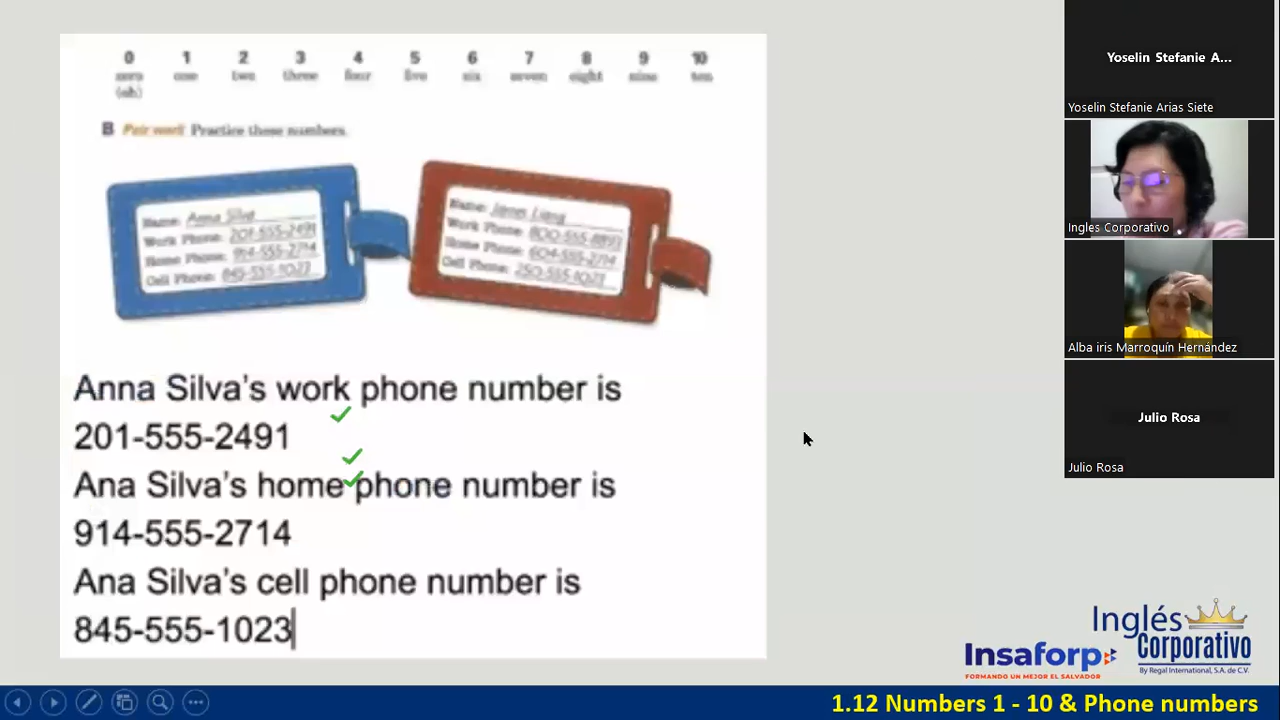 0 1 2 3 4 5 6 7 8 9 10
zero one two three four five six seven eight nine ten
(oh)
B Pair work Practice these numbers.
Name: Anna Silva
Work Phone: 201-555-2491
Home Phone: 914-555-2714
Cell Phone: 845-555-1023
Name:
Work Phone: 800-555-8893
Home Phone: 604-555-2714
Cell Phone: 250-555-1023
Anna Silva's work phone number is
201-555-2491
Ana Silva's home phone number is
914-555-2714
Ana Silva's cell phone number is
845-555-1023
Yoselin Stefanie A...
Yoselin Stefanie Arias Siete
Ingles Corporativo
Alba iris Marroquín Hernández
Julio Rosa
Julio Rosa
Insaforp
FORMANDO UN MEJOR EL SALVADOR
Inglés
Corporativo
By Regal International, S.A. de C.V.
1.12 Numbers 1 - 10 & Phone numbers